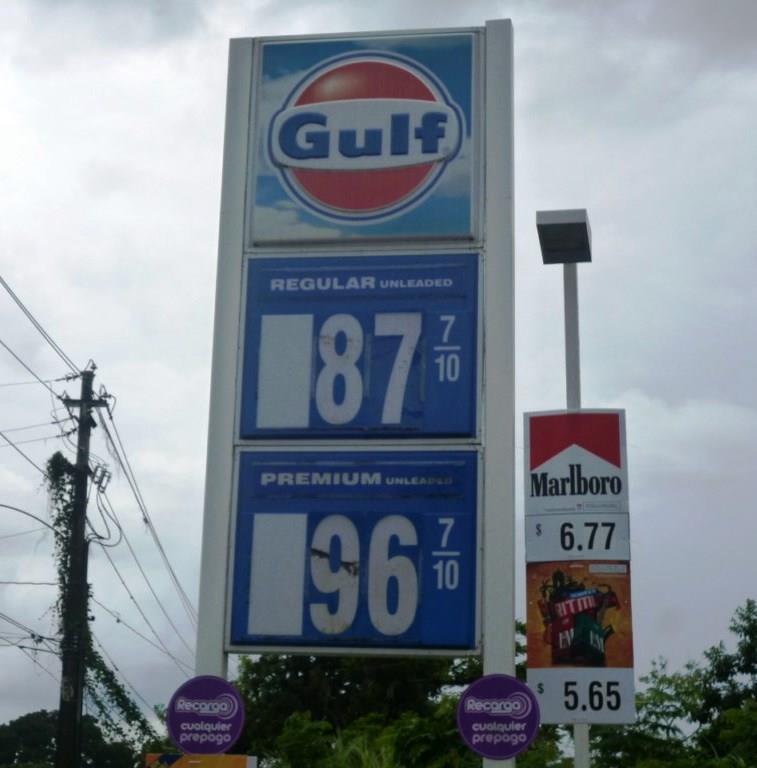 Gulf
REGULAR UNLEADED
87 7/10
PREMIUM UNLEADED
96 7/10
Marlboro
$ 6.77
$ 5.65
Recarga
cualquier
prepago
Recarga
cualquier
prepago